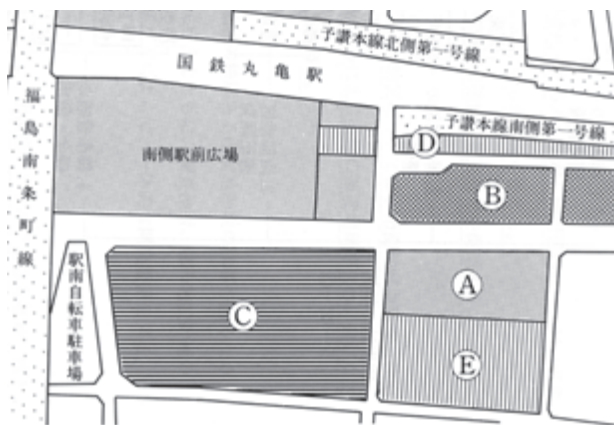 予讃本線北側第一号線
国鉄丸亀駅
福島南条町線
予讃本線南側第一号線
D
南側駅前広場
B
駅南自転車駐車場
A
C
E